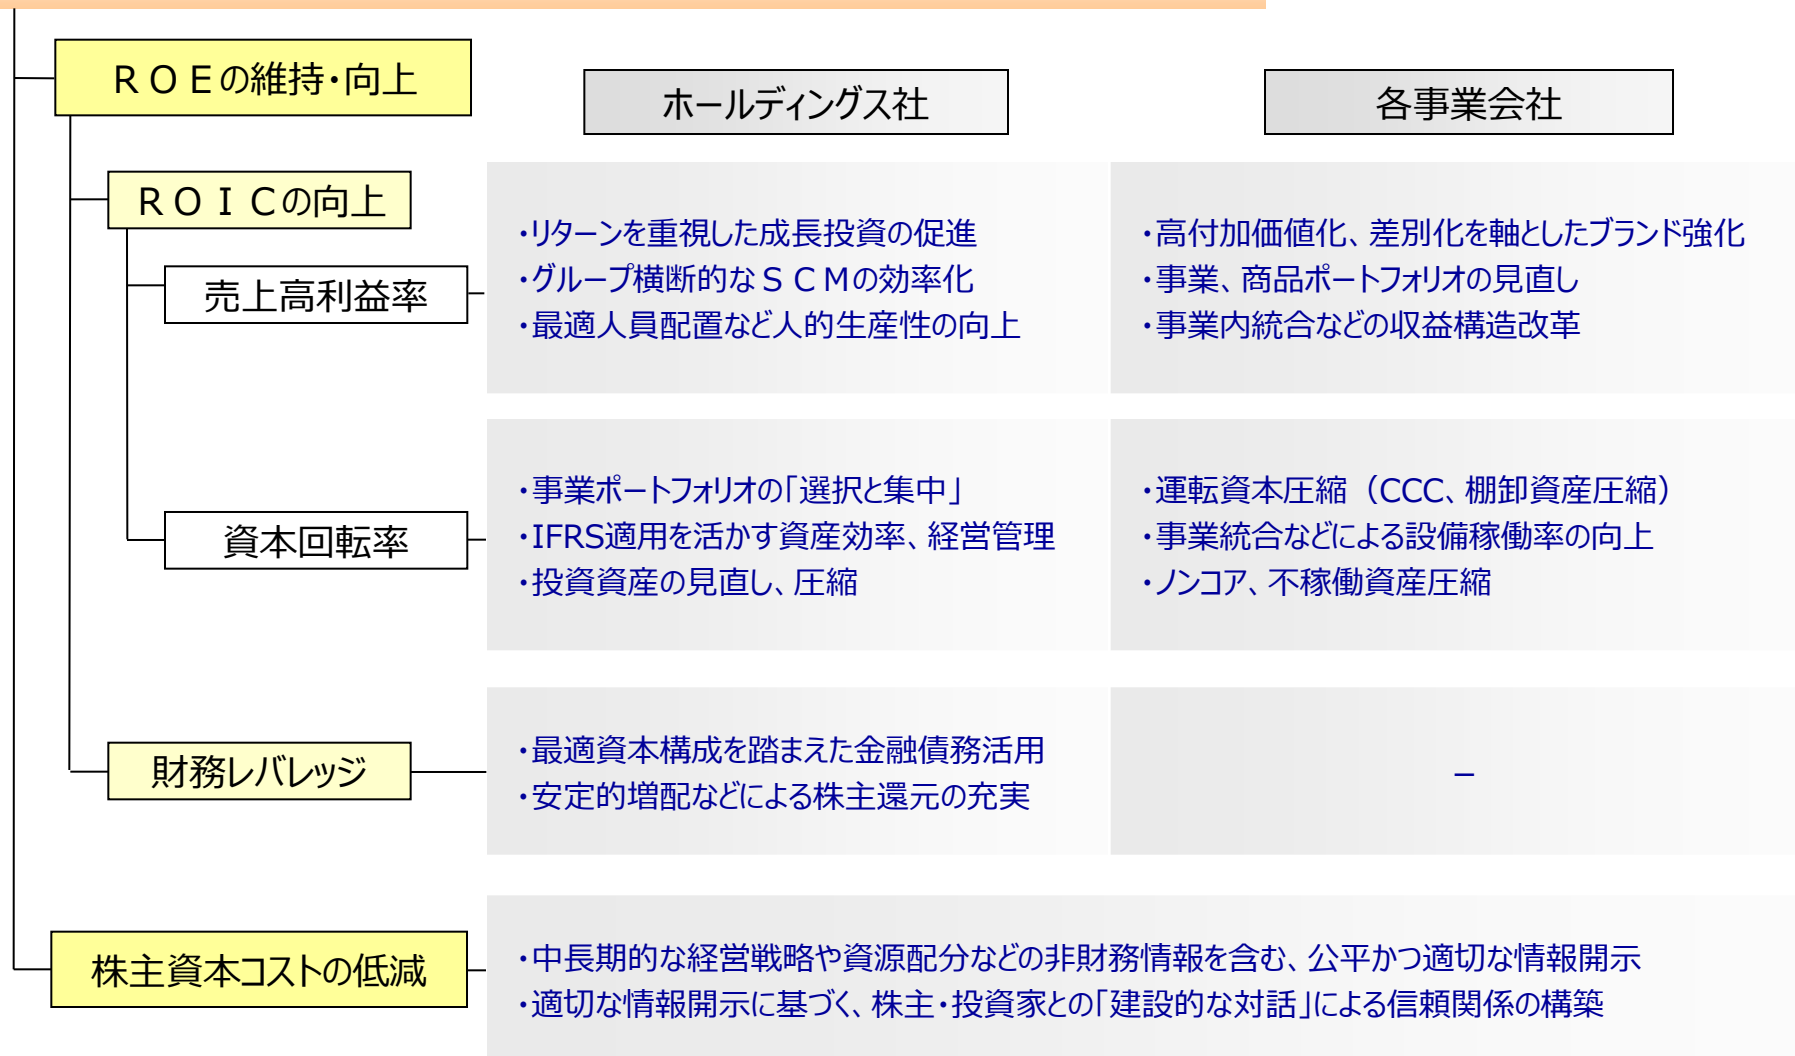 ＲＯＥの維持・向上
ホールディングス社
各事業会社
ＲＯＩＣの向上
売上高利益率
・リターンを重視した成長投資の促進
・グループ横断的なＳＣＭの効率化
・最適人員配置など人的生産性の向上
・高付加価値化、差別化を軸としたブランド強化
・事業、商品ポートフォリオの見直し
・事業内統合などの収益構造改革
資本回転率
・事業ポートフォリオの「選択と集中」
・IFRS適用を活かす資産効率、経営管理
・投資資産の見直し、圧縮
・運転資本圧縮（CCC、棚卸資産圧縮）
・事業統合などによる設備稼働率の向上
・ノンコア、不稼働資産圧縮
財務レバレッジ
・最適資本構成を踏まえた金融債務活用
・安定的増配などによる株主還元の充実
－
株主資本コストの低減
・中長期的な経営戦略や資源配分などの非財務情報を含む、公平かつ適切な情報開示
・適切な情報開示に基づく、株主・投資家との「建設的な対話」による信頼関係の構築